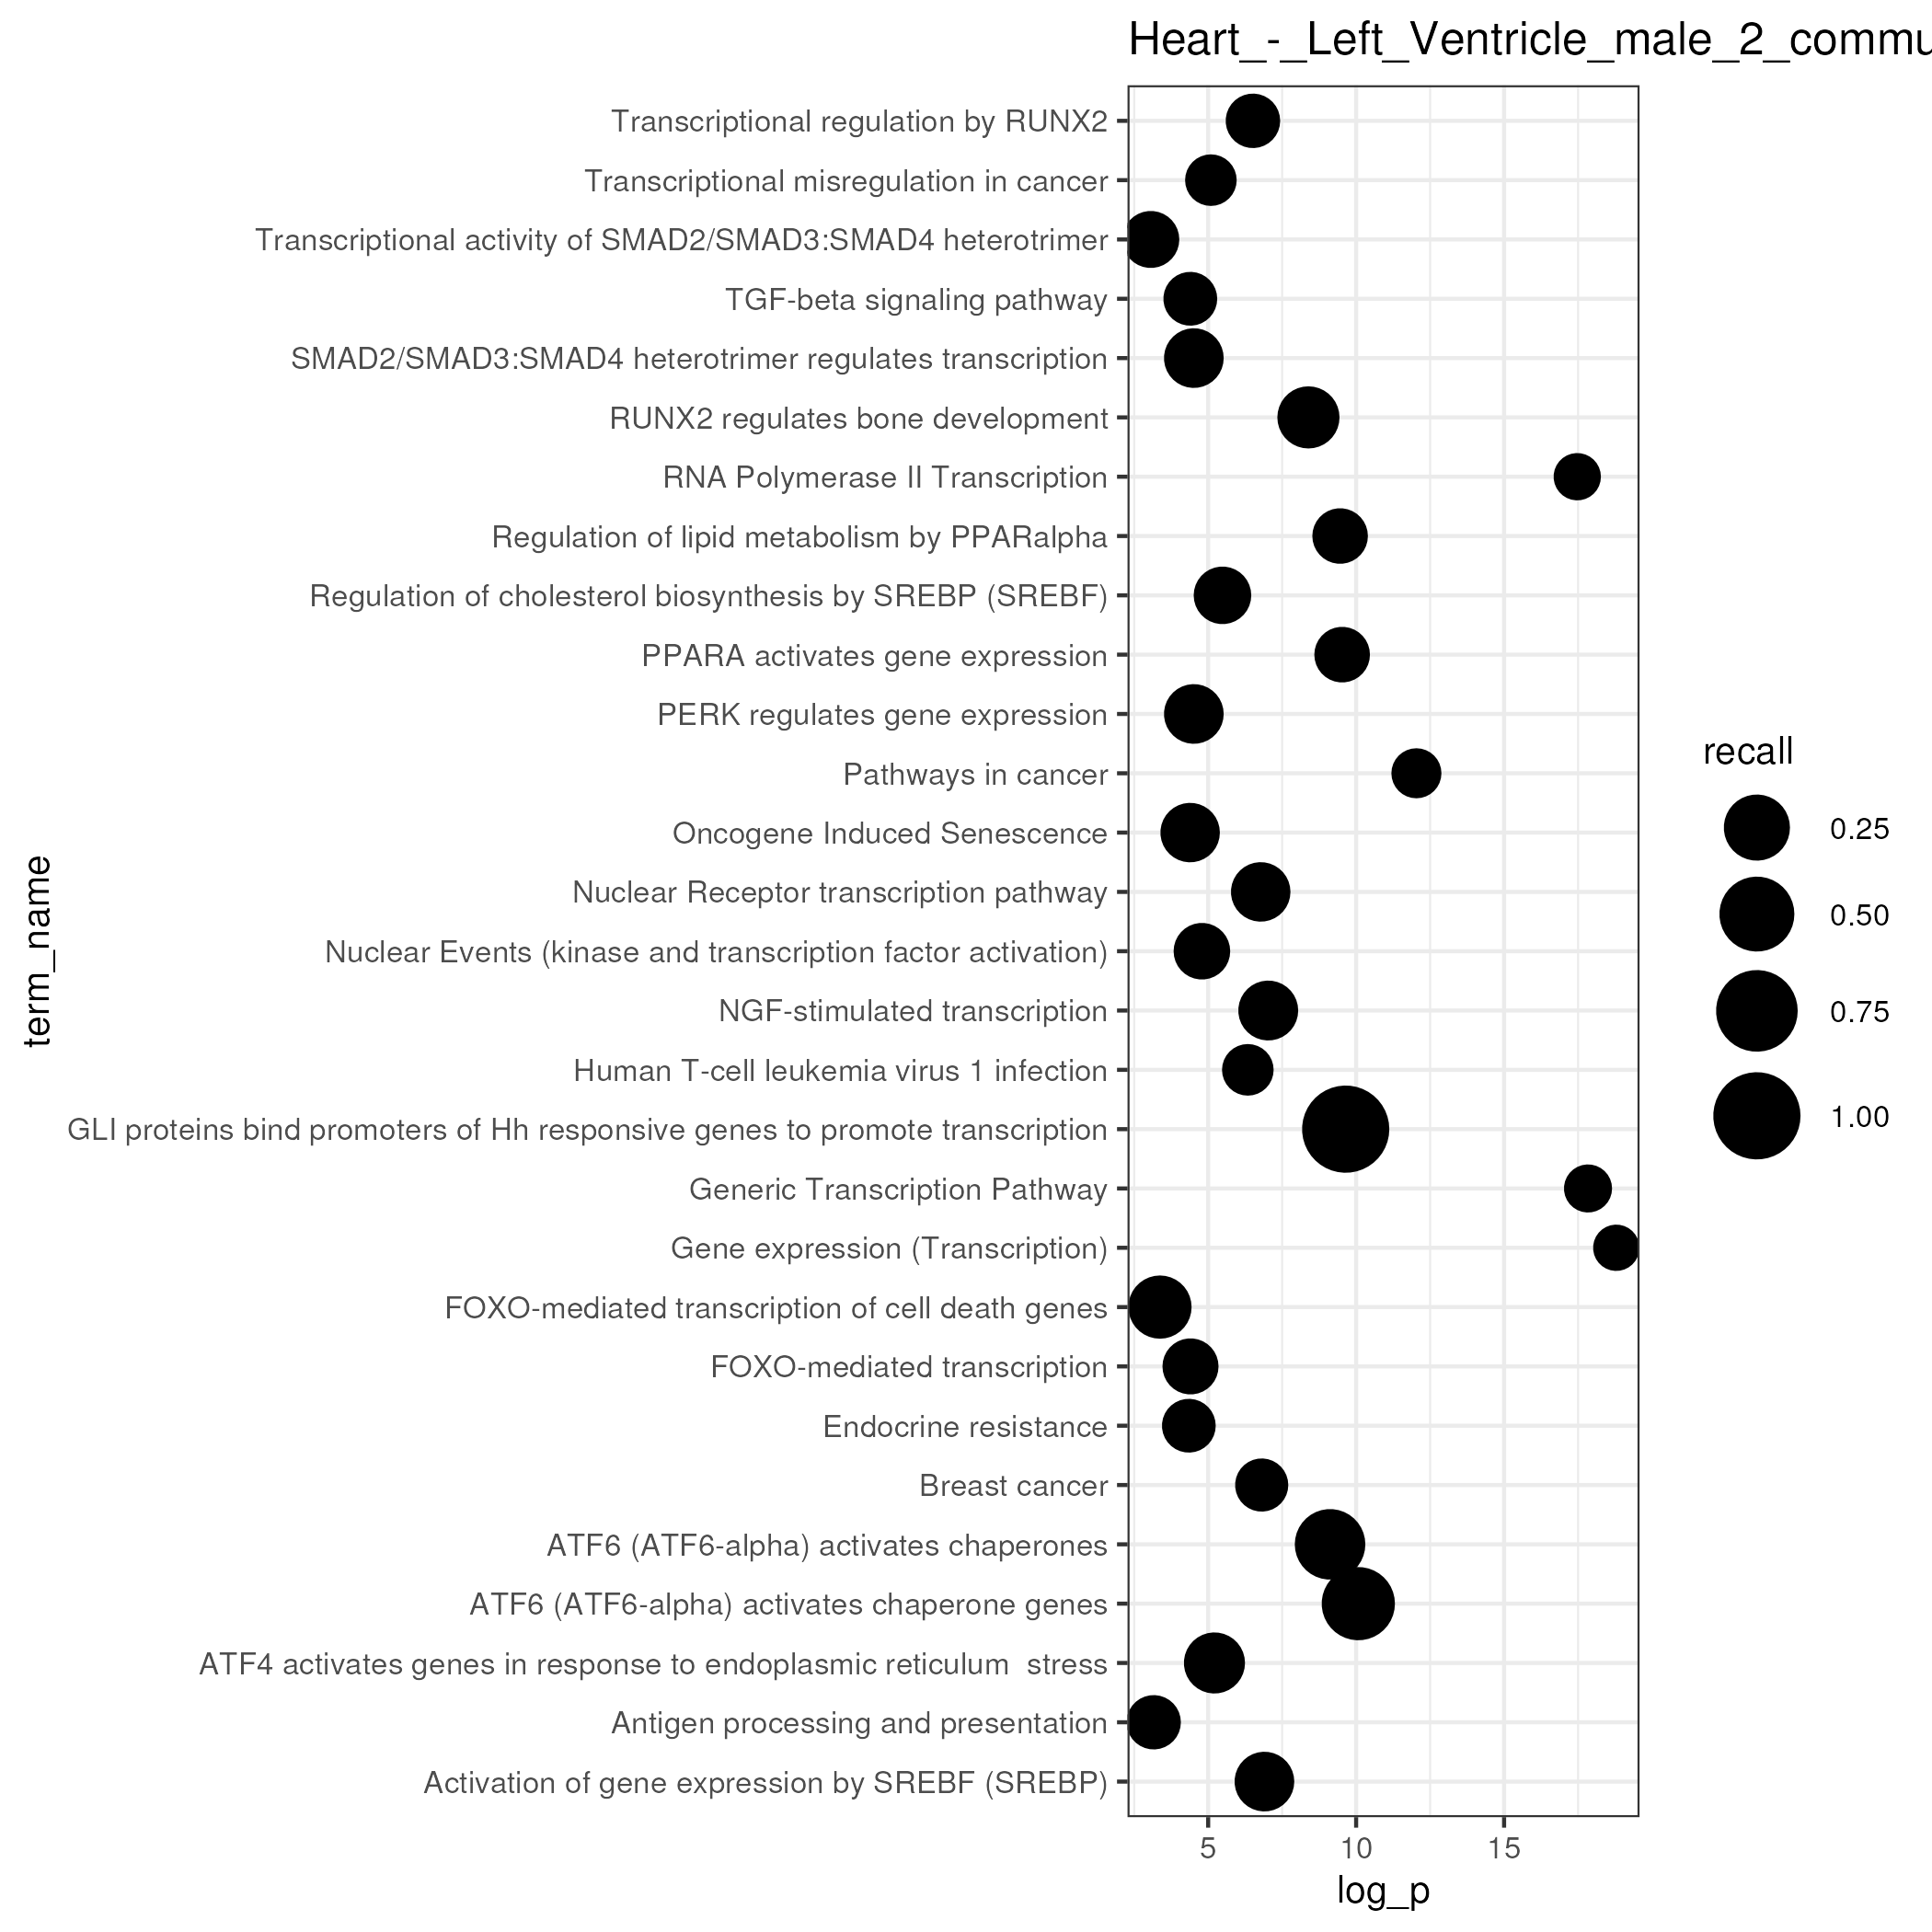 Heart_-_Left_Ventricle_male_2_commu
Transcriptional regulation by RUNX2
Transcriptional misregulation in cancer
Transcriptional activity of SMAD2/SMAD3:SMAD4 heterotrimer
TGF-beta signaling pathway
SMAD2/SMAD3:SMAD4 heterotrimer regulates transcription
RUNX2 regulates bone development
RNA Polymerase II Transcription
Regulation of lipid metabolism by PPARalpha
Regulation of cholesterol biosynthesis by SREBP (SREBF)
PPARA activates gene expression
PERK regulates gene expression
Pathways in cancer
Oncogene Induced Senescence
Nuclear Receptor transcription pathway
Nuclear Events (kinase and transcription factor activation)
NGF-stimulated transcription
Human T-cell leukemia virus 1 infection
GLI proteins bind promoters of Hh responsive genes to promote transcription
Generic Transcription Pathway
Gene expression (Transcription)
FOXO-mediated transcription of cell death genes
FOXO-mediated transcription
Endocrine resistance
Breast cancer
ATF6 (ATF6-alpha) activates chaperones
ATF6 (ATF6-alpha) activates chaperone genes
ATF4 activates genes in response to endoplasmic reticulum  stress
Antigen processing and presentation
Activation of gene expression by SREBF (SREBP)
term_name
5 10 15
log_p
recall
0.25
0.50
0.75
1.00